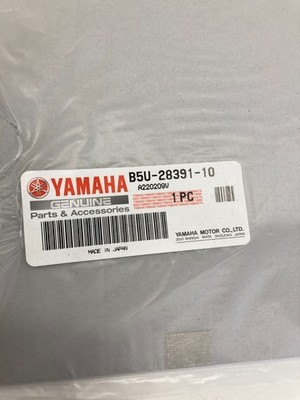 YAMAHA
GENUINE
Parts & Accessories
B5U-28391-10
A220209V
1 PC
MADE IN JAPAN
YAMAHA MOTOR CO.,LTD.